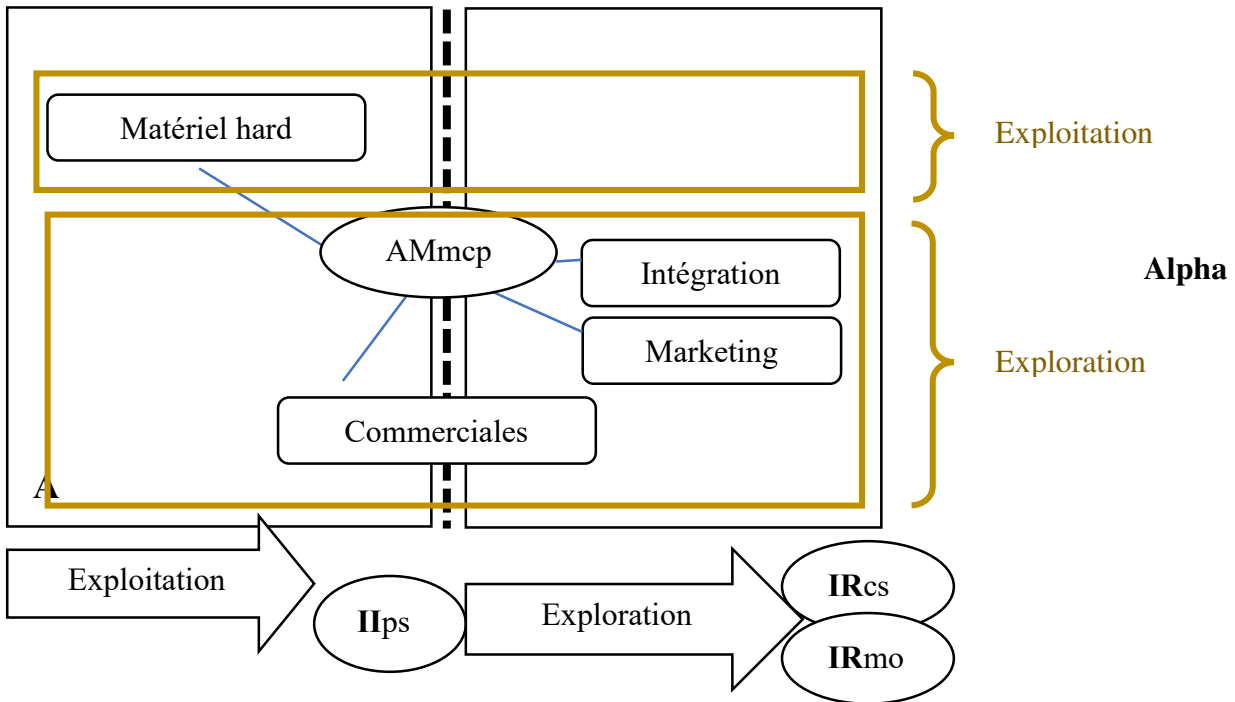 Matériel hard
Exploitation
AMmcp
Intégration
Alpha
Marketing
Exploration
Commerciales
A
Exploitation
IIps
Exploration
IRcs
IRmo